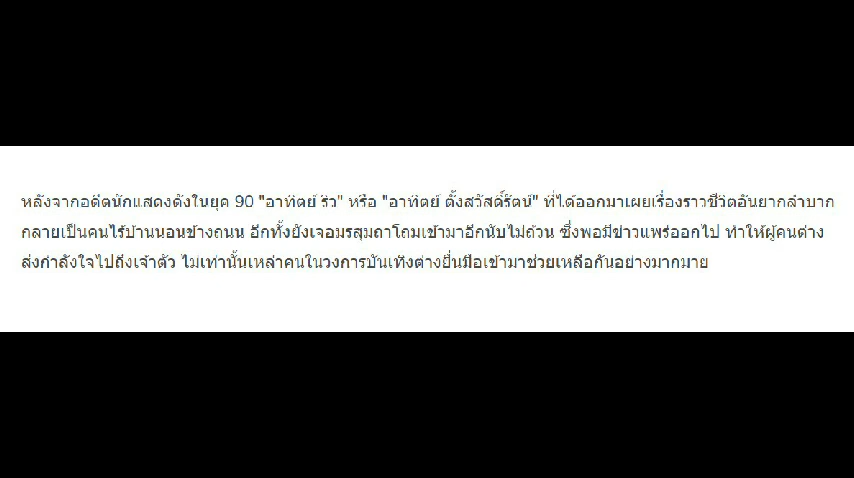 หลังจากอดีตนักแสดงดังในยุค 90 "อาทิตย์ ริว" หรือ "อาทิตย์ ตั้งสวัสดิ์รัตน์" ที่ได้ออกมาเผยเรื่องราวชีวิตอันยากลำบาก
กลายเป็นคนไร้บ้านนอนข้างถนน อีกทั้งยังเจอมรสุมถาโถมเข้ามาอีกนับไม่ถ้วน ซึ่งพอมีข่าวแพร่ออกไป ทำให้ผู้คนต่าง
ส่งกำลังใจไปถึงเจ้าตัว ไม่เท่านั้นเหล่าคนในวงการบันเทิงต่างยื่นมือเข้ามาช่วยเหลือกันอย่างมากมาย